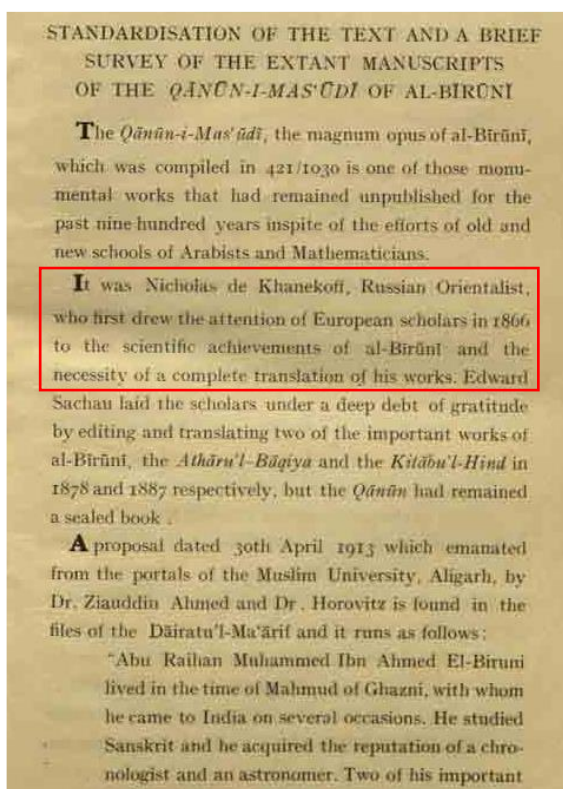 STANDARDISATION OF THE TEXT AND A BRIEF
SURVEY OF THE EXTANT MANUSCRIPTS
OF THE QĀNŪN-I-MAS'ŪDĪ OF AL-BĪRŪNĪ
The Qānūn-i-Mas'ūdī, the magnum opus of al-Bīrūnī,
which was compiled in 421/1030 is one of those monu-
mental works that had remained unpublished for the
past nine hundred years inspite of the efforts of old and
new schools of Arabists and Mathematicians.
It was Nicholas de Khanekoff, Russian Orientalist,
who first drew the attention of European scholars in 1866
to the scientific achievements of al-Bīrūnī and the
necessity of a complete translation of his works. Edward
Sachau laid the scholars under a deep debt of gratitude
by editing and translating two of the important works of
al-Bīrūnī, the Athāru'l-Bāqiya and the Kitābu'l-Hind in
1878 and 1887 respectively, but the Qānūn had remained
a sealed book .
A proposal dated 30th April 1913 which emanated
from the portals of the Muslim University, Aligarh, by
Dr. Ziauddin Ahmed and Dr . Horovitz is found in the
files of the Dāiratu'l-Ma'ārif and it runs as follows :
"Abu Raihan Muhammed Ibn Ahmed El-Biruni
lived in the time of Mahmud of Ghazni, with whom
he came to India on several occasions. He studied
Sanskrit and he acquired the reputation of a chro-
nologist and an astronomer. Two of his important